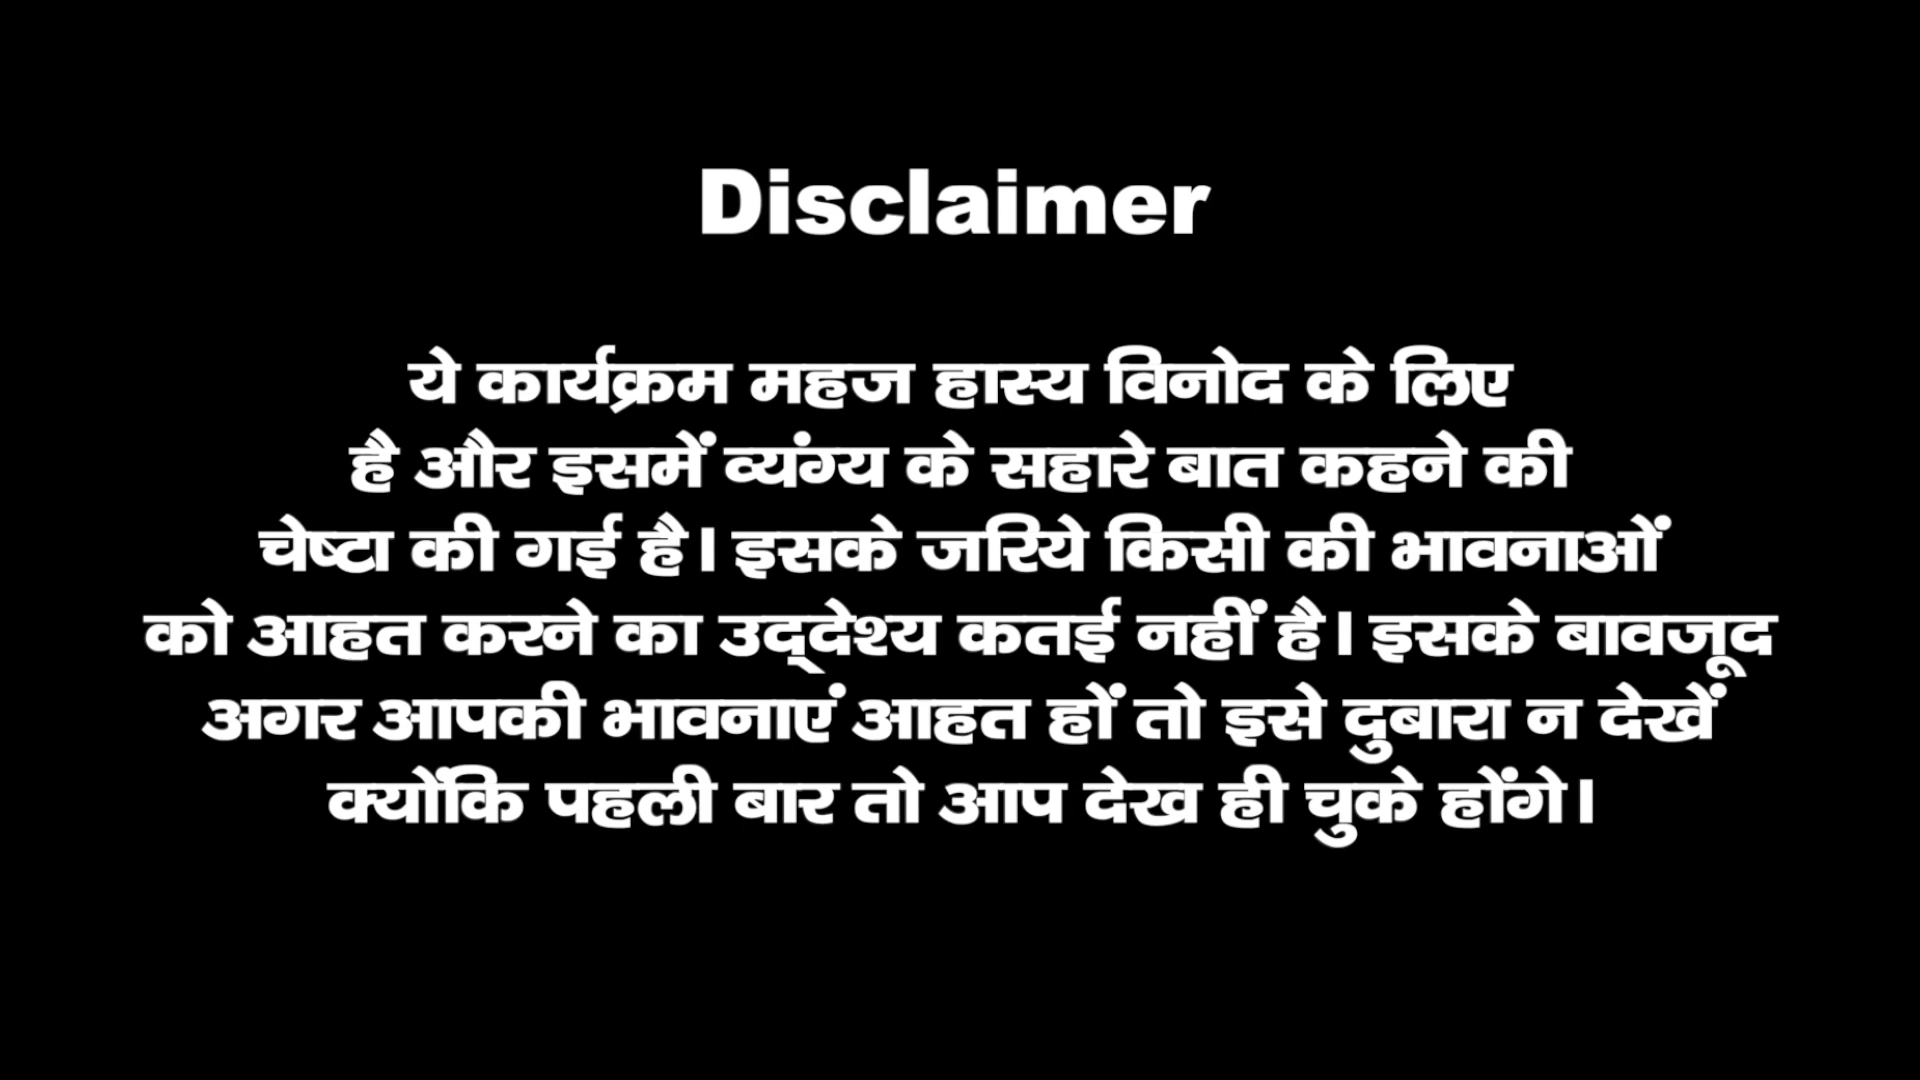 Disclaimer
ये कार्यक्रम महज हास्य विनोद के लिए
है और इसमें व्यंग्य के सहारे बात कहने की
चेष्टा की गई है। इसके जरिये किसी की भावनाओं
को आहत करने का उद्देश्य कतई नहीं है। इसके बावजूद
अगर आपकी भावनाएं आहत हों तो इसे दुबारा न देखें
क्योंकि पहली बार तो आप देख ही चुके होंगे।